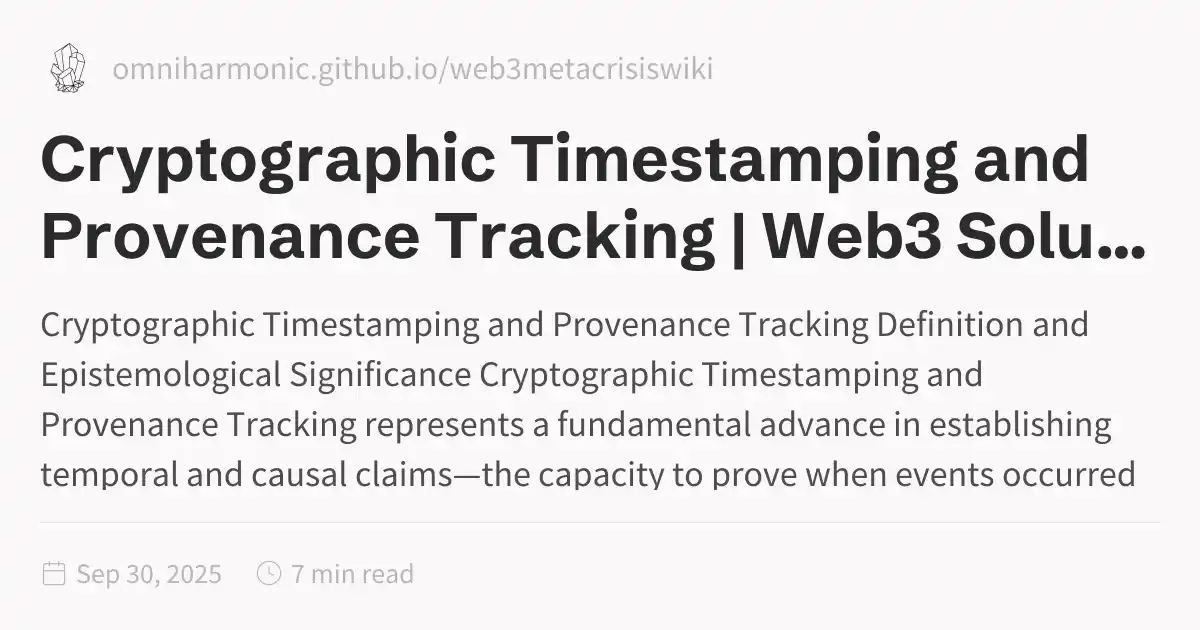 omniharmonic.github.io/web3metacrisiswiki
Cryptographic Timestamping and
Provenance Tracking | Web3 Solu...
Cryptographic Timestamping and Provenance Tracking Definition and
Epistemological Significance Cryptographic Timestamping and
Provenance Tracking represents a fundamental advance in establishing
temporal and causal claims—the capacity to prove when events occurred
Sep 30, 2025 7 min read